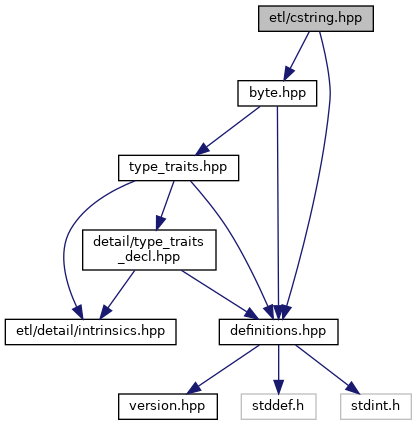 etl/cstring.hpp
byte.hpp
type_traits.hpp
detail/type_traits
_decl.hpp
etl/detail/intrinsics.hpp
definitions.hpp
version.hpp
stddef.h
stdint.h